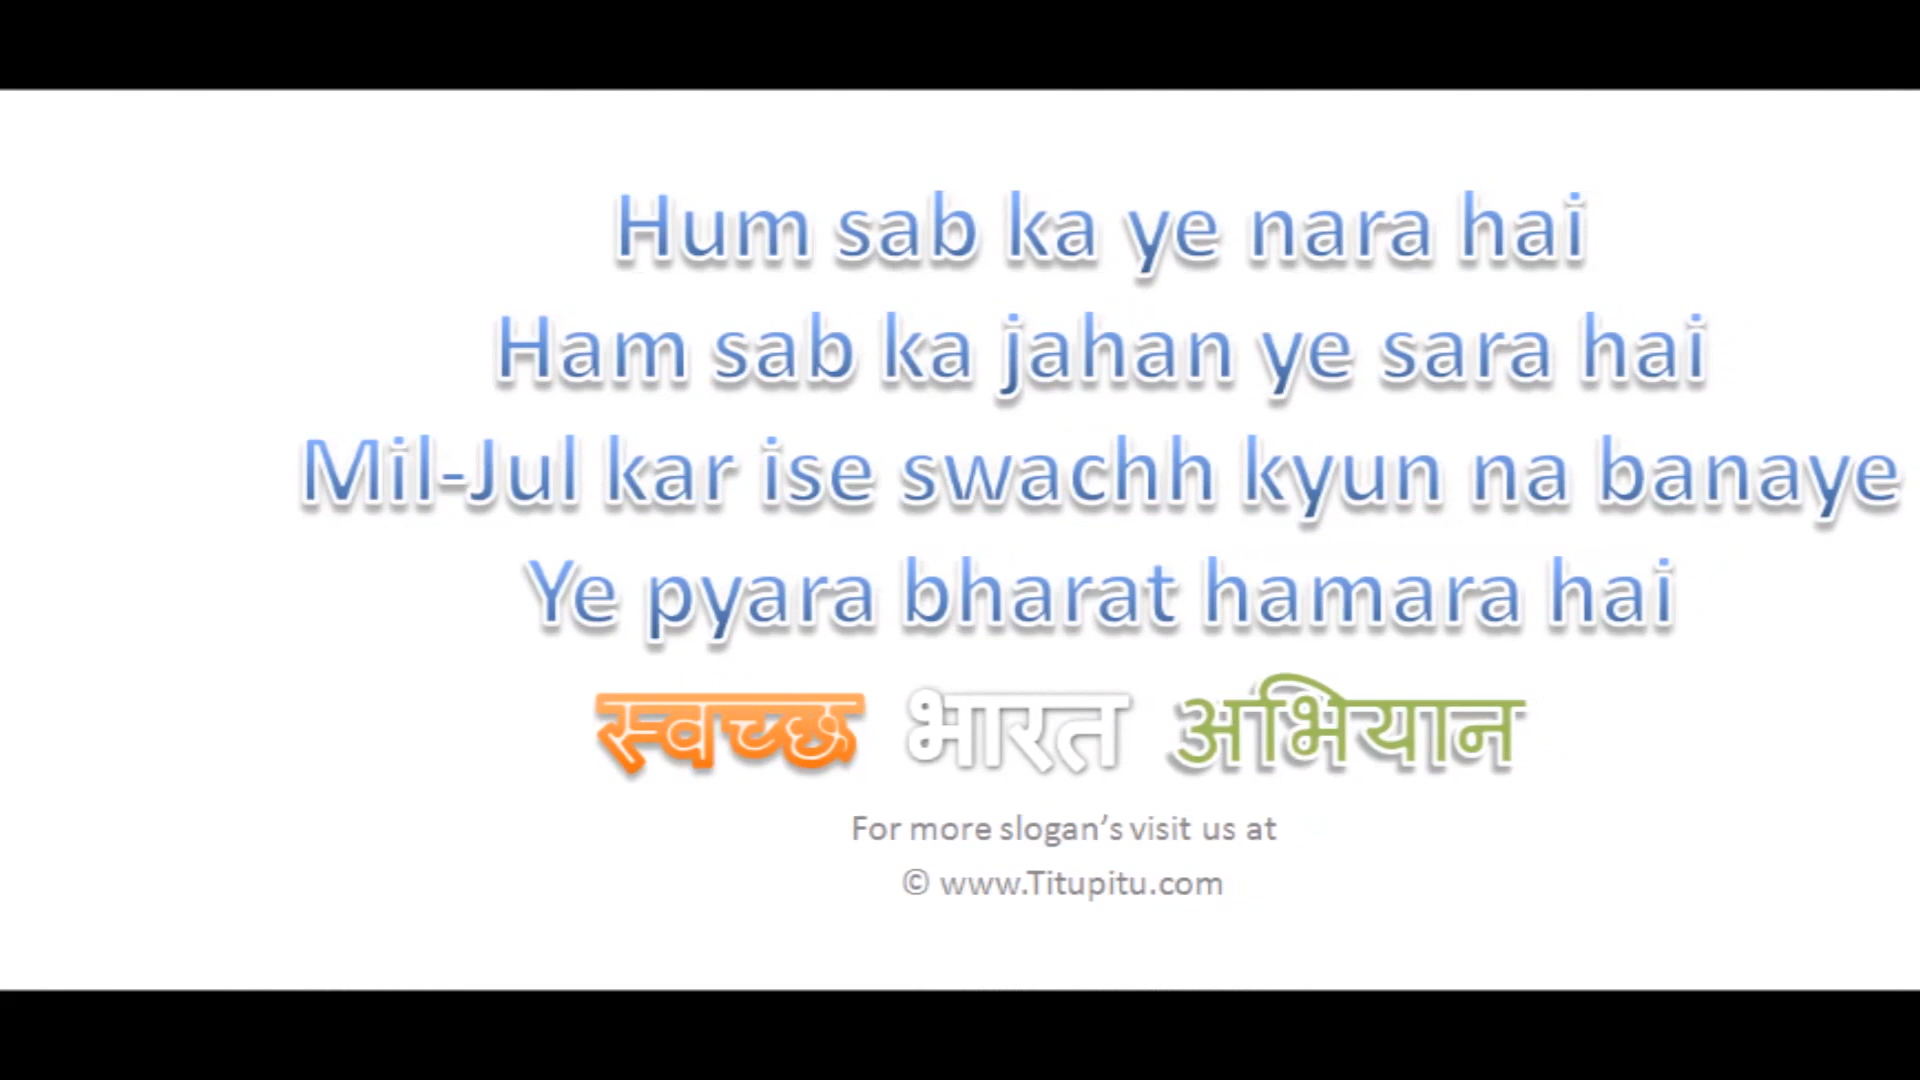 Hum sab ka ye nara hai
Ham sab ka jahan ye sara hai
Mil-Jul kar ise swachh kyun na banaye
Ye pyara bharat hamara hai
स्वच्छ भारत अभियान
For more slogan’s visit us at
© www.Titupitu.com